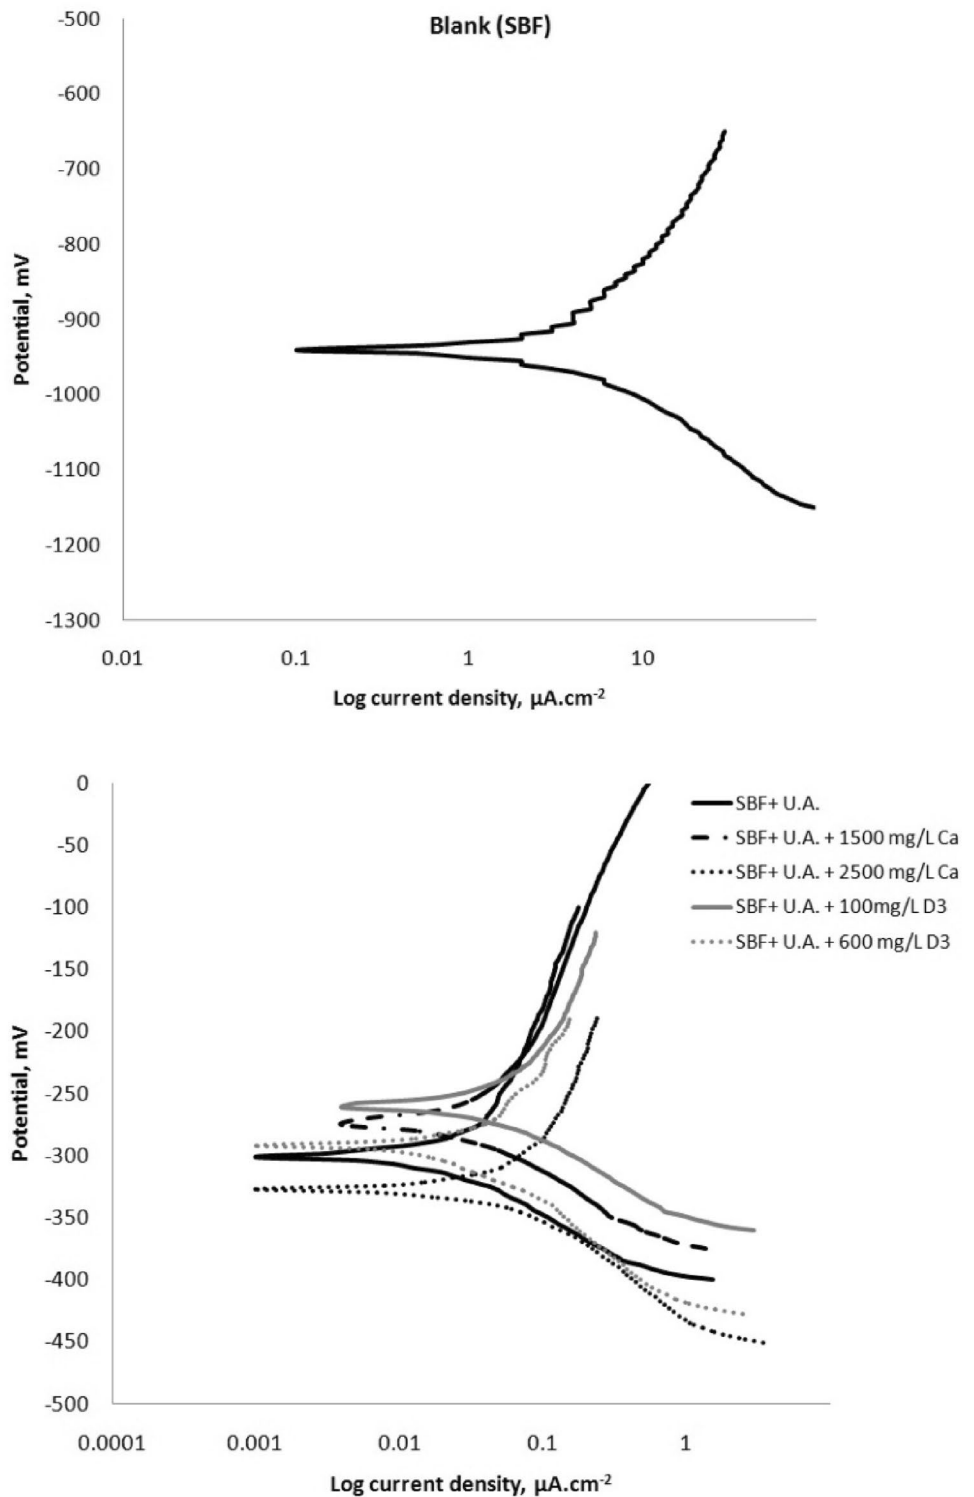 Blank (SBF)
-500
-600
-700
-800
-900
-1000
-1100
-1200
-1300
Potential, mV
0.01 0.1 1 10
Log current density, µA.cm-2
0
-50
-100
-150
-200
-250
-300
-350
-400
-450
-500
Potential, mV
SBF+ U.A.
SBF+ U.A. + 1500 mg/L Ca
SBF+ U.A. + 2500 mg/L Ca
SBF+ U.A. + 100mg/L D3
SBF+ U.A. + 600 mg/L D3
0.0001 0.001 0.01 0.1 1
Log current density, µA.cm-2